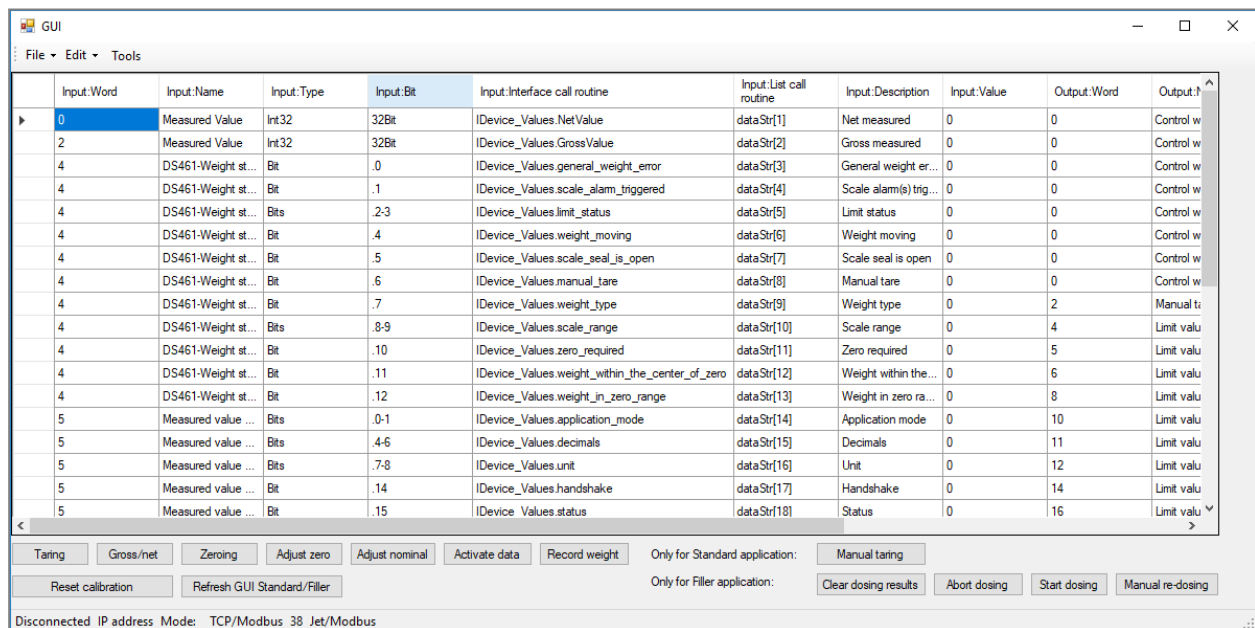 GUI
File Edit Tools
Input:Word Input:Name Input:Type Input:Bit Input:Interface call routine Input:List call routine Input:Description Input:Value Output:Word Output:N
0 Measured Value Int32 32Bit IDevice_Values.NetValue dataStr[1] Net measured 0 0 Control w
2 Measured Value Int32 32Bit IDevice_Values.GrossValue dataStr[2] Gross measured 0 0 Control w
4 DS461-Weight st... Bit .0 IDevice_Values.general_weight_error dataStr[3] General weight er... 0 0 Control w
4 DS461-Weight st... Bit .1 IDevice_Values.scale_alarm_triggered dataStr[4] Scale alarm(s) trig... 0 0 Control w
4 DS461-Weight st... Bits .2-3 IDevice_Values.limit_status dataStr[5] Limit status 0 0 Control w
4 DS461-Weight st... Bit .4 IDevice_Values.weight_moving dataStr[6] Weight moving 0 0 Control w
4 DS461-Weight st... Bit .5 IDevice_Values.scale_seal_is_open dataStr[7] Scale seal is open 0 0 Control w
4 DS461-Weight st... Bit .6 IDevice_Values.manual_tare dataStr[8] Manual tare 0 0 Control w
4 DS461-Weight st... Bit .7 IDevice_Values.weight_type dataStr[9] Weight type 0 2 Manual ta
4 DS461-Weight st... Bits .8-9 IDevice_Values.scale_range dataStr[10] Scale range 0 4 Limit valu
4 DS461-Weight st... Bit .10 IDevice_Values.zero_required dataStr[11] Zero required 0 5 Limit valu
4 DS461-Weight st... Bit .11 IDevice_Values.weight_within_the_center_of_zero dataStr[12] Weight within the... 0 6 Limit valu
4 DS461-Weight st... Bit .12 IDevice_Values.weight_in_zero_range dataStr[13] Weight in zero ra... 0 8 Limit valu
5 Measured value ... Bits .0-1 IDevice_Values.application_mode dataStr[14] Application mode 0 10 Limit valu
5 Measured value ... Bits .4-6 IDevice_Values.decimals dataStr[15] Decimals 0 11 Limit valu
5 Measured value ... Bits .7-8 IDevice_Values.unit dataStr[16] Unit 0 12 Limit valu
5 Measured value ... Bit .14 IDevice_Values.handshake dataStr[17] Handshake 0 14 Limit valu
5 Measured value ... Bit .15 IDevice_Values.status dataStr[18] Status 0 16 Limit valu
Taring Gross/net Zeroing Adjust zero Adjust nominal Activate data Record weight Only for Standard application: Manual taring
Reset calibration Refresh GUI Standard/Filler Only for Filler application: Clear dosing results Abort dosing Start dosing Manual re-dosing
Disconnected IP address Mode: TCP/Modbus 38 Jet/Modbus